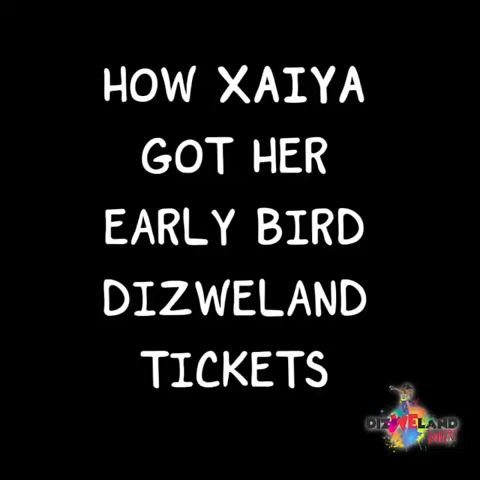 HOW XAIYA
GOT HER
EARLY BIRD
DIZWELAND
TICKETS
DIZWELAND